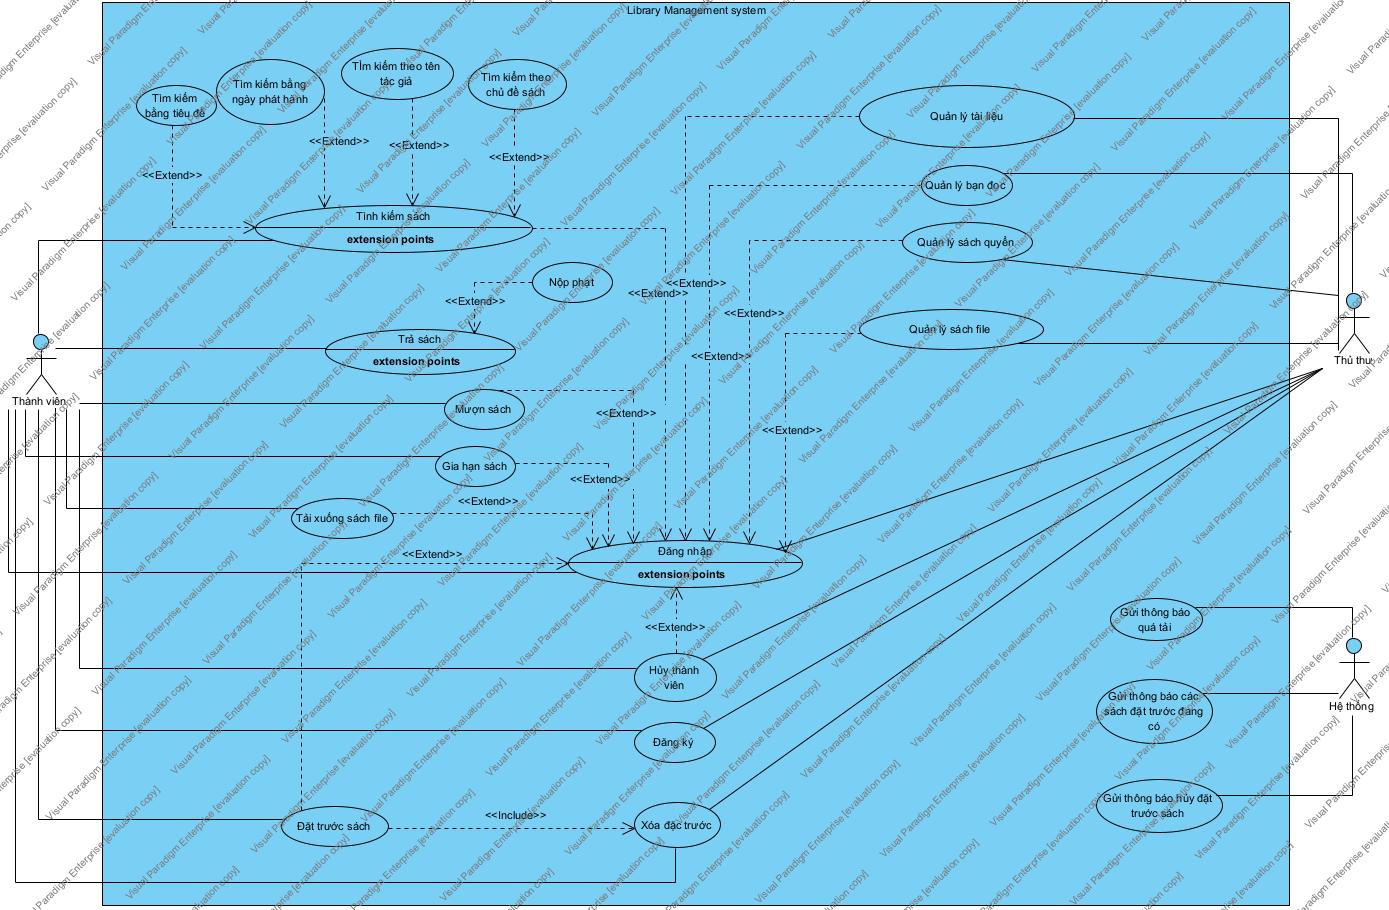 Library Management system
Tìm kiếm
bằng tiêu đề
Tìm kiếm bằng
ngày phát hành
Tìm kiếm theo tên
tác giả
Tìm kiếm theo
chủ đề sách
<<Extend>>
<<Extend>>
<<Extend>>
<<Extend>>
Tình kiếm sách
extension points
Quản lý tài liệu
Quản lý bạn đọc
Quản lý sách quyển
Quản lý sách file
Nộp phạt
<<Extend>>
<<Extend>>
<<Extend>>
<<Extend>>
<<Extend>>
<<Extend>>
Trả sách
extension points
Thành viên
Thủ thư
Mượn sách
<<Extend>>
Gia hạn sách
<<Extend>>
Tải xuống sách file
<<Extend>>
<<Extend>>
Đăng nhập
extension points
<<Extend>>
Hủy thành
viên
Đăng ký
Đặt trước sách
<<Include>>
Xóa đặc trước
Gửi thông báo
quá tải
Gửi thông báo các
sách đặt trước đang
có
Gửi thông báo hủy đặt
trước sách
Hệ thống
Visual Paradigm Enterprise [evaluation copy]